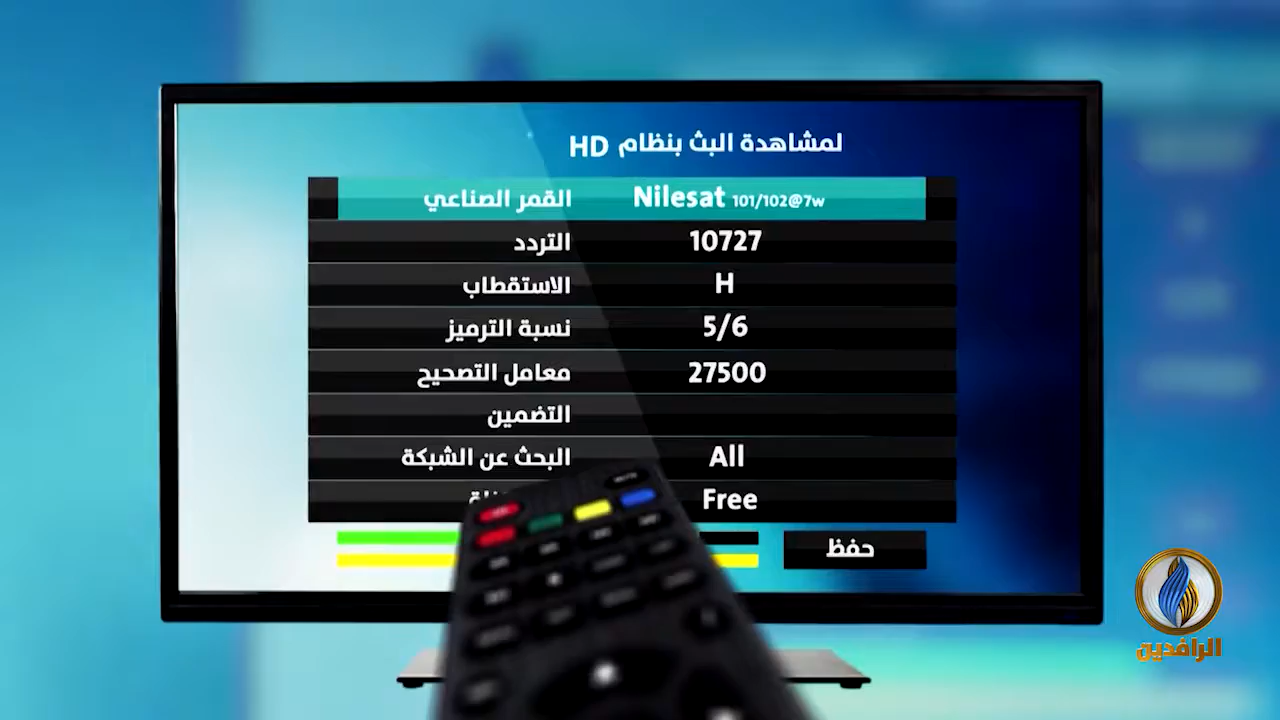 لمشاهدة البث بنظام HD
القمر الصناعي Nilesat 101/102@7w
التردد 10727
الاستقطاب H
نسبة الترميز 5/6
معامل التصحيح 27500
التضمين
البحث عن الشبكة All
Free
حفظ
الرافدين